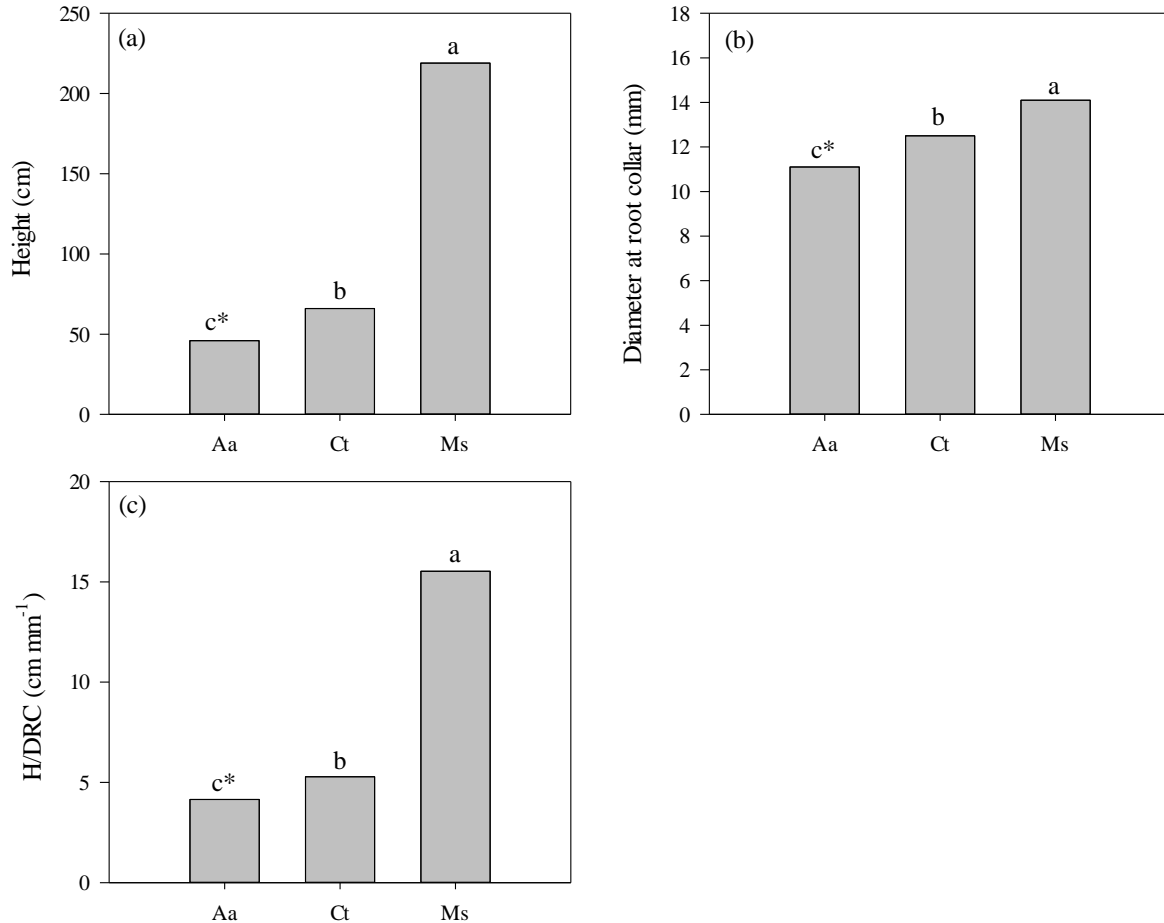 (a)
Height (cm)
250
200
150
100
50
0
c*
b
a
Aa
Ct
Ms
(b)
Diameter at root collar (mm)
18
16
14
12
10
8
6
4
2
0
c*
b
a
Aa
Ct
Ms
(c)
H/DRC (cm mm⁻¹)
20
15
10
5
0
c*
b
a
Aa
Ct
Ms